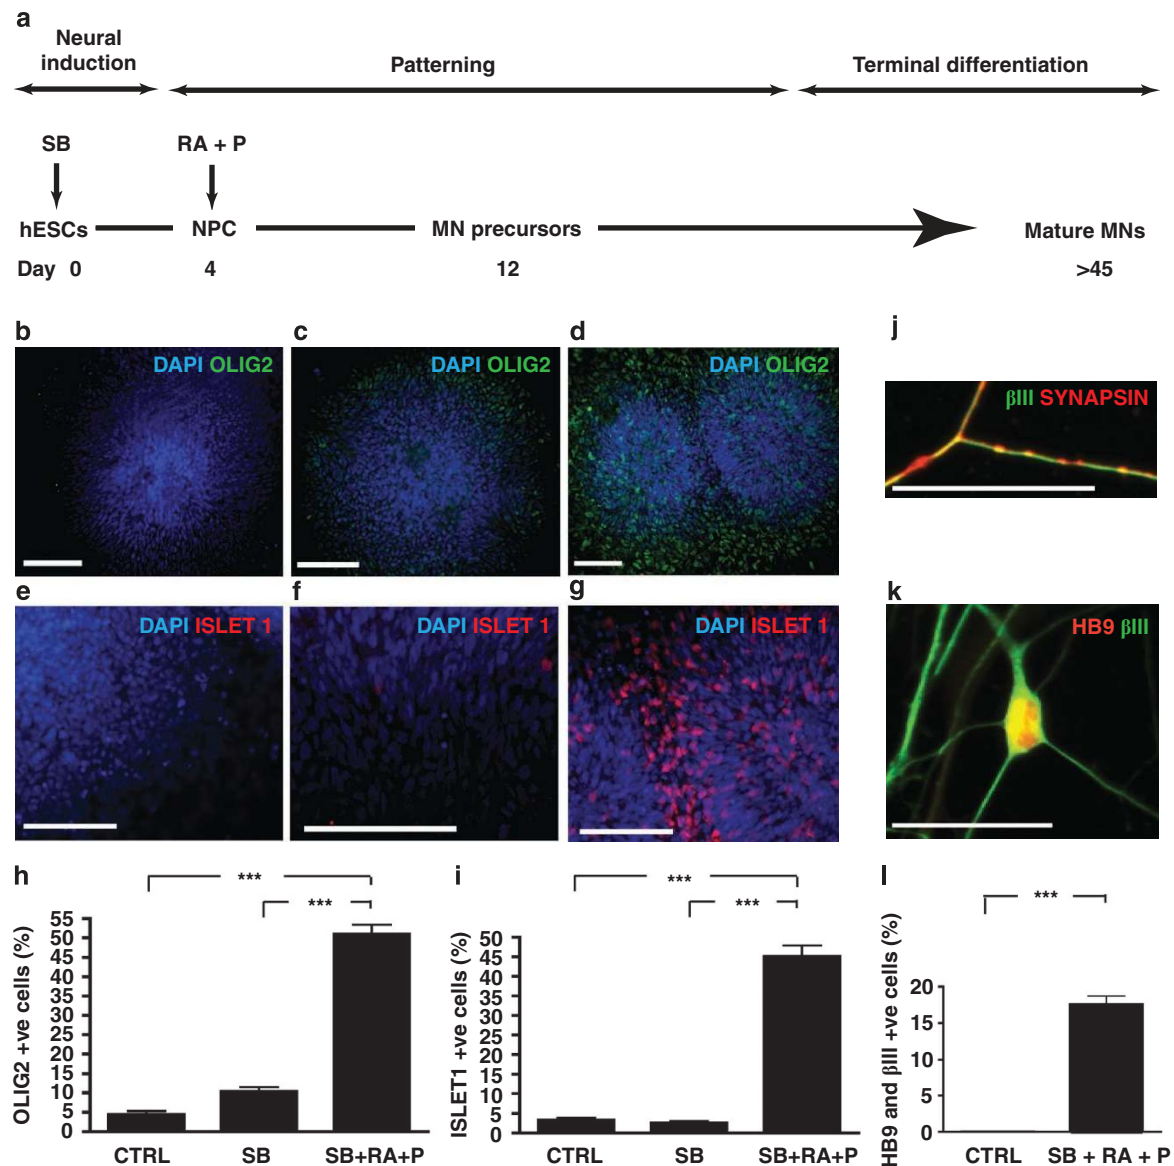 a
Neural
induction
Patterning
Terminal differentiation
SB
RA + P
hESCs
NPC
MN precursors
Mature MNs
Day 0
4
12
>45
b
c
d
j
DAPI OLIG2
DAPI OLIG2
DAPI OLIG2
βIII SYNAPSIN
e
f
g
k
DAPI ISLET 1
DAPI ISLET 1
DAPI ISLET 1
HB9 βIII
h
***
***
OLIG2 +ve cells (%)
55
50
45
40
35
30
25
20
15
10
5
0
CTRL
SB
SB+RA+P
i
***
***
ISLET1 +ve cells (%)
50
45
40
35
30
25
20
15
10
5
0
CTRL
SB
SB+RA+P
l
***
HB9 and βIII +ve cells (%)
20
15
10
5
0
CTRL
SB + RA + P